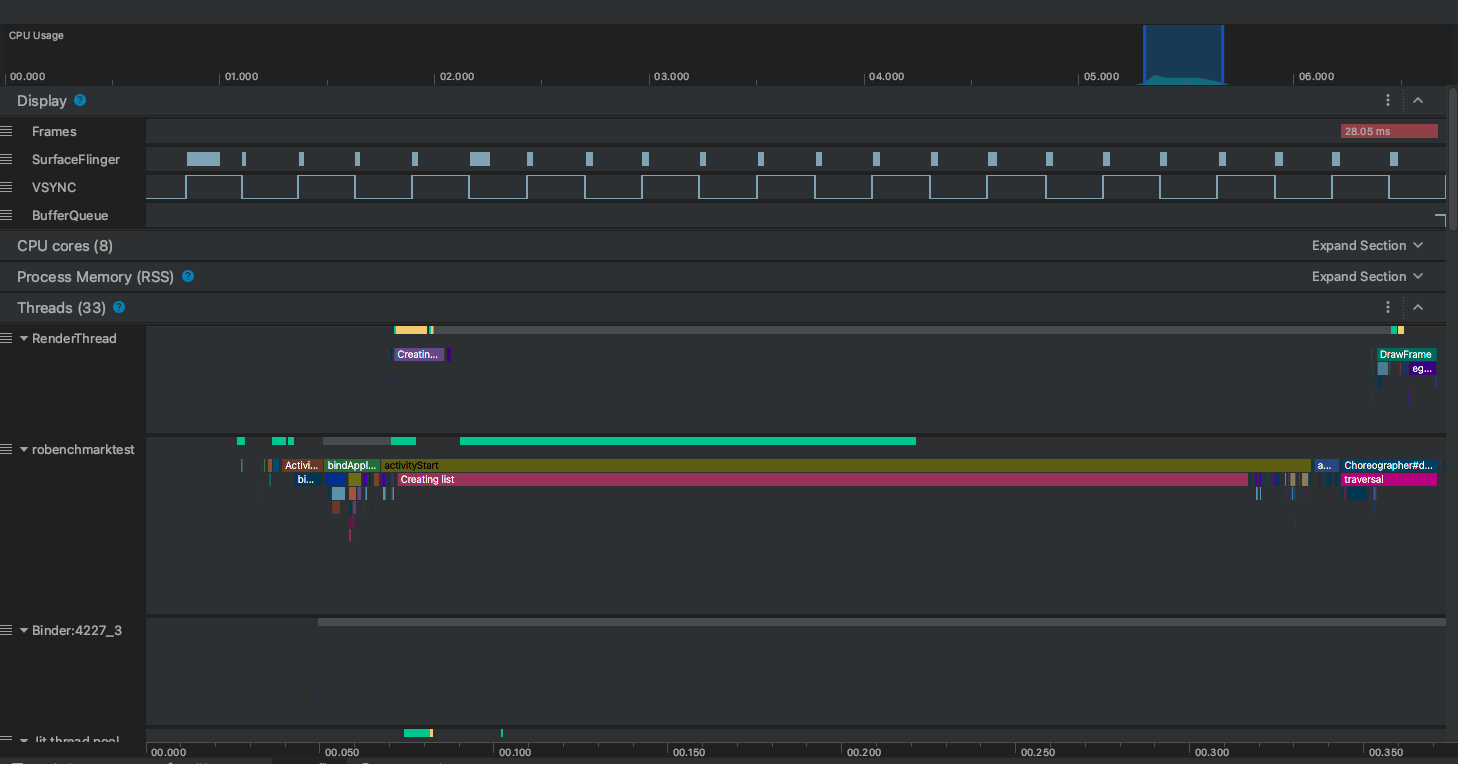 CPU Usage
00.000 01.000 02.000 03.000 04.000 05.000 06.000
Display ?
Frames 28.05 ms
SurfaceFlinger
VSYNC
BufferQueue
CPU cores (8) Expand Section
Process Memory (RSS) ? Expand Section
Threads (33) ?
RenderThread
Creatin... DrawFrame
eg...
robenchmarktest
Activi... bindAppl... activityStart a... Choreographer#d...
bi... Creating list traversal
Binder:4227_3
Jit thread pool
00.000 00.050 00.100 00.150 00.200 00.250 00.300 00.350